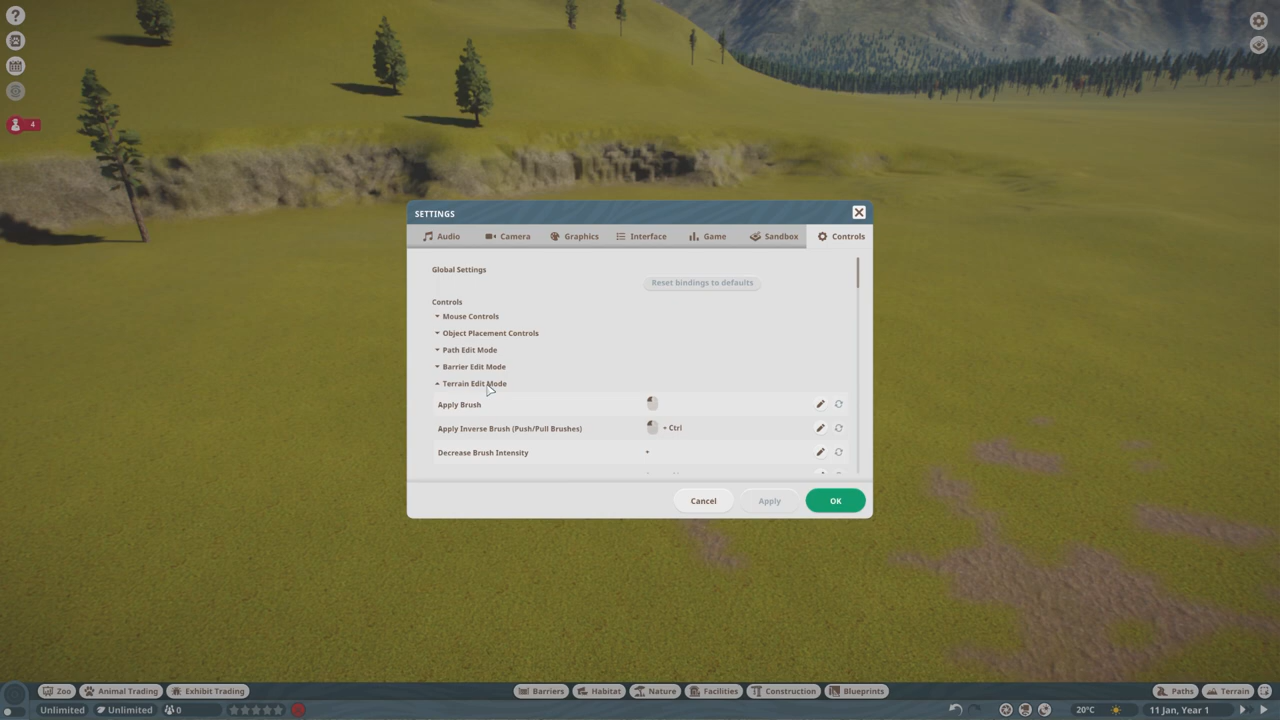 ?
4
SETTINGS
Audio Camera Graphics Interface Game Sandbox Controls
Global Settings
Reset bindings to defaults
Controls
Mouse Controls
Object Placement Controls
Path Edit Mode
Barrier Edit Mode
Terrain Edit Mode
Apply Brush
Apply Inverse Brush (Push/Pull Brushes) + Ctrl
Decrease Brush Intensity
Cancel Apply OK
Zoo Animal Trading Exhibit Trading Barriers Habitat Nature Facilities Construction Blueprints Paths Terrain
Unlimited Unlimited 0 20°C 11 Jan, Year 1